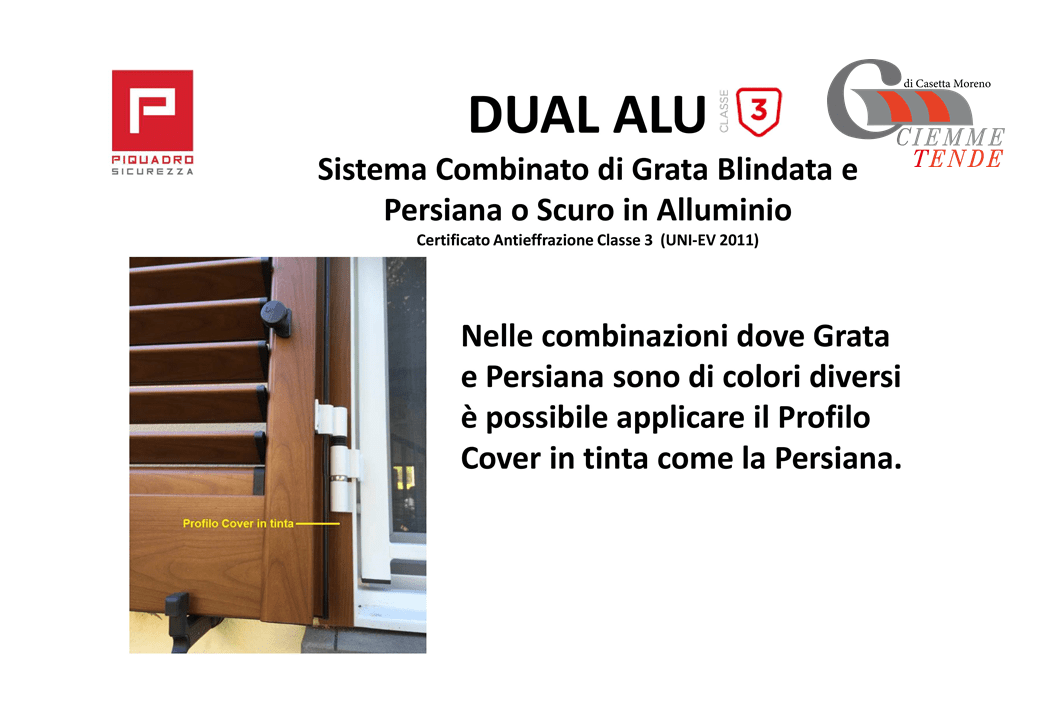 P
PIQUADRO
SICUREZZA
DUAL ALU
CLASSE
3
di Casetta Moreno
CIEMME
TENDE
Sistema Combinato di Grata Blindata e
Persiana o Scuro in Alluminio
Certificato Antieffrazione Classe 3 (UNI-EV 2011)
Nelle combinazioni dove Grata
e Persiana sono di colori diversi
è possibile applicare il Profilo
Cover in tinta come la Persiana.
Profilo Cover in tinta